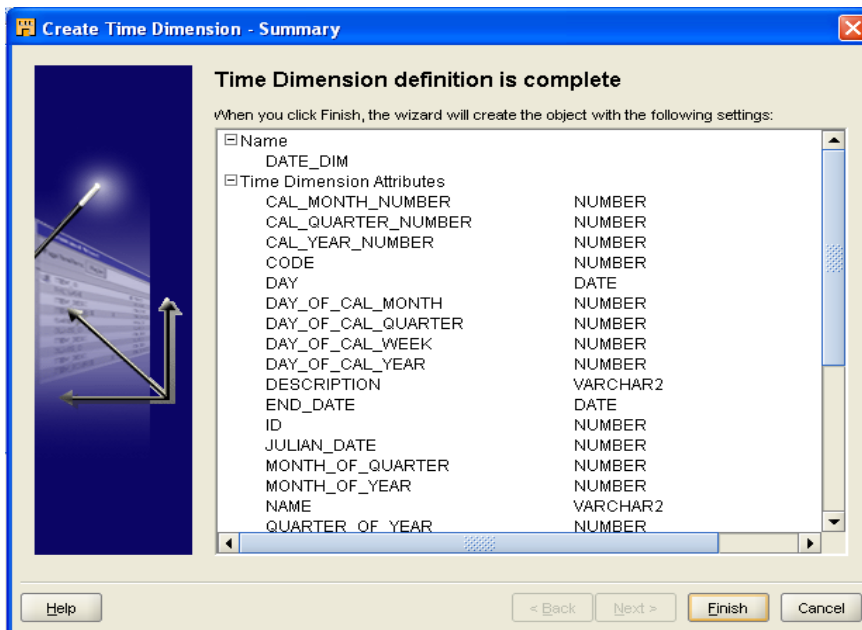 Create Time Dimension - Summary
Time Dimension definition is complete
When you click Finish, the wizard will create the object with the following settings:
Name
DATE_DIM
Time Dimension Attributes
CAL_MONTH_NUMBER NUMBER
CAL_QUARTER_NUMBER NUMBER
CAL_YEAR_NUMBER NUMBER
CODE NUMBER
DAY DATE
DAY_OF_CAL_MONTH NUMBER
DAY_OF_CAL_QUARTER NUMBER
DAY_OF_CAL_WEEK NUMBER
DAY_OF_CAL_YEAR NUMBER
DESCRIPTION VARCHAR2
END_DATE DATE
ID NUMBER
JULIAN_DATE NUMBER
MONTH_OF_QUARTER NUMBER
MONTH_OF_YEAR NUMBER
NAME VARCHAR2
QUARTER_OF_YEAR NUMBER
Help < Back Next > Finish Cancel